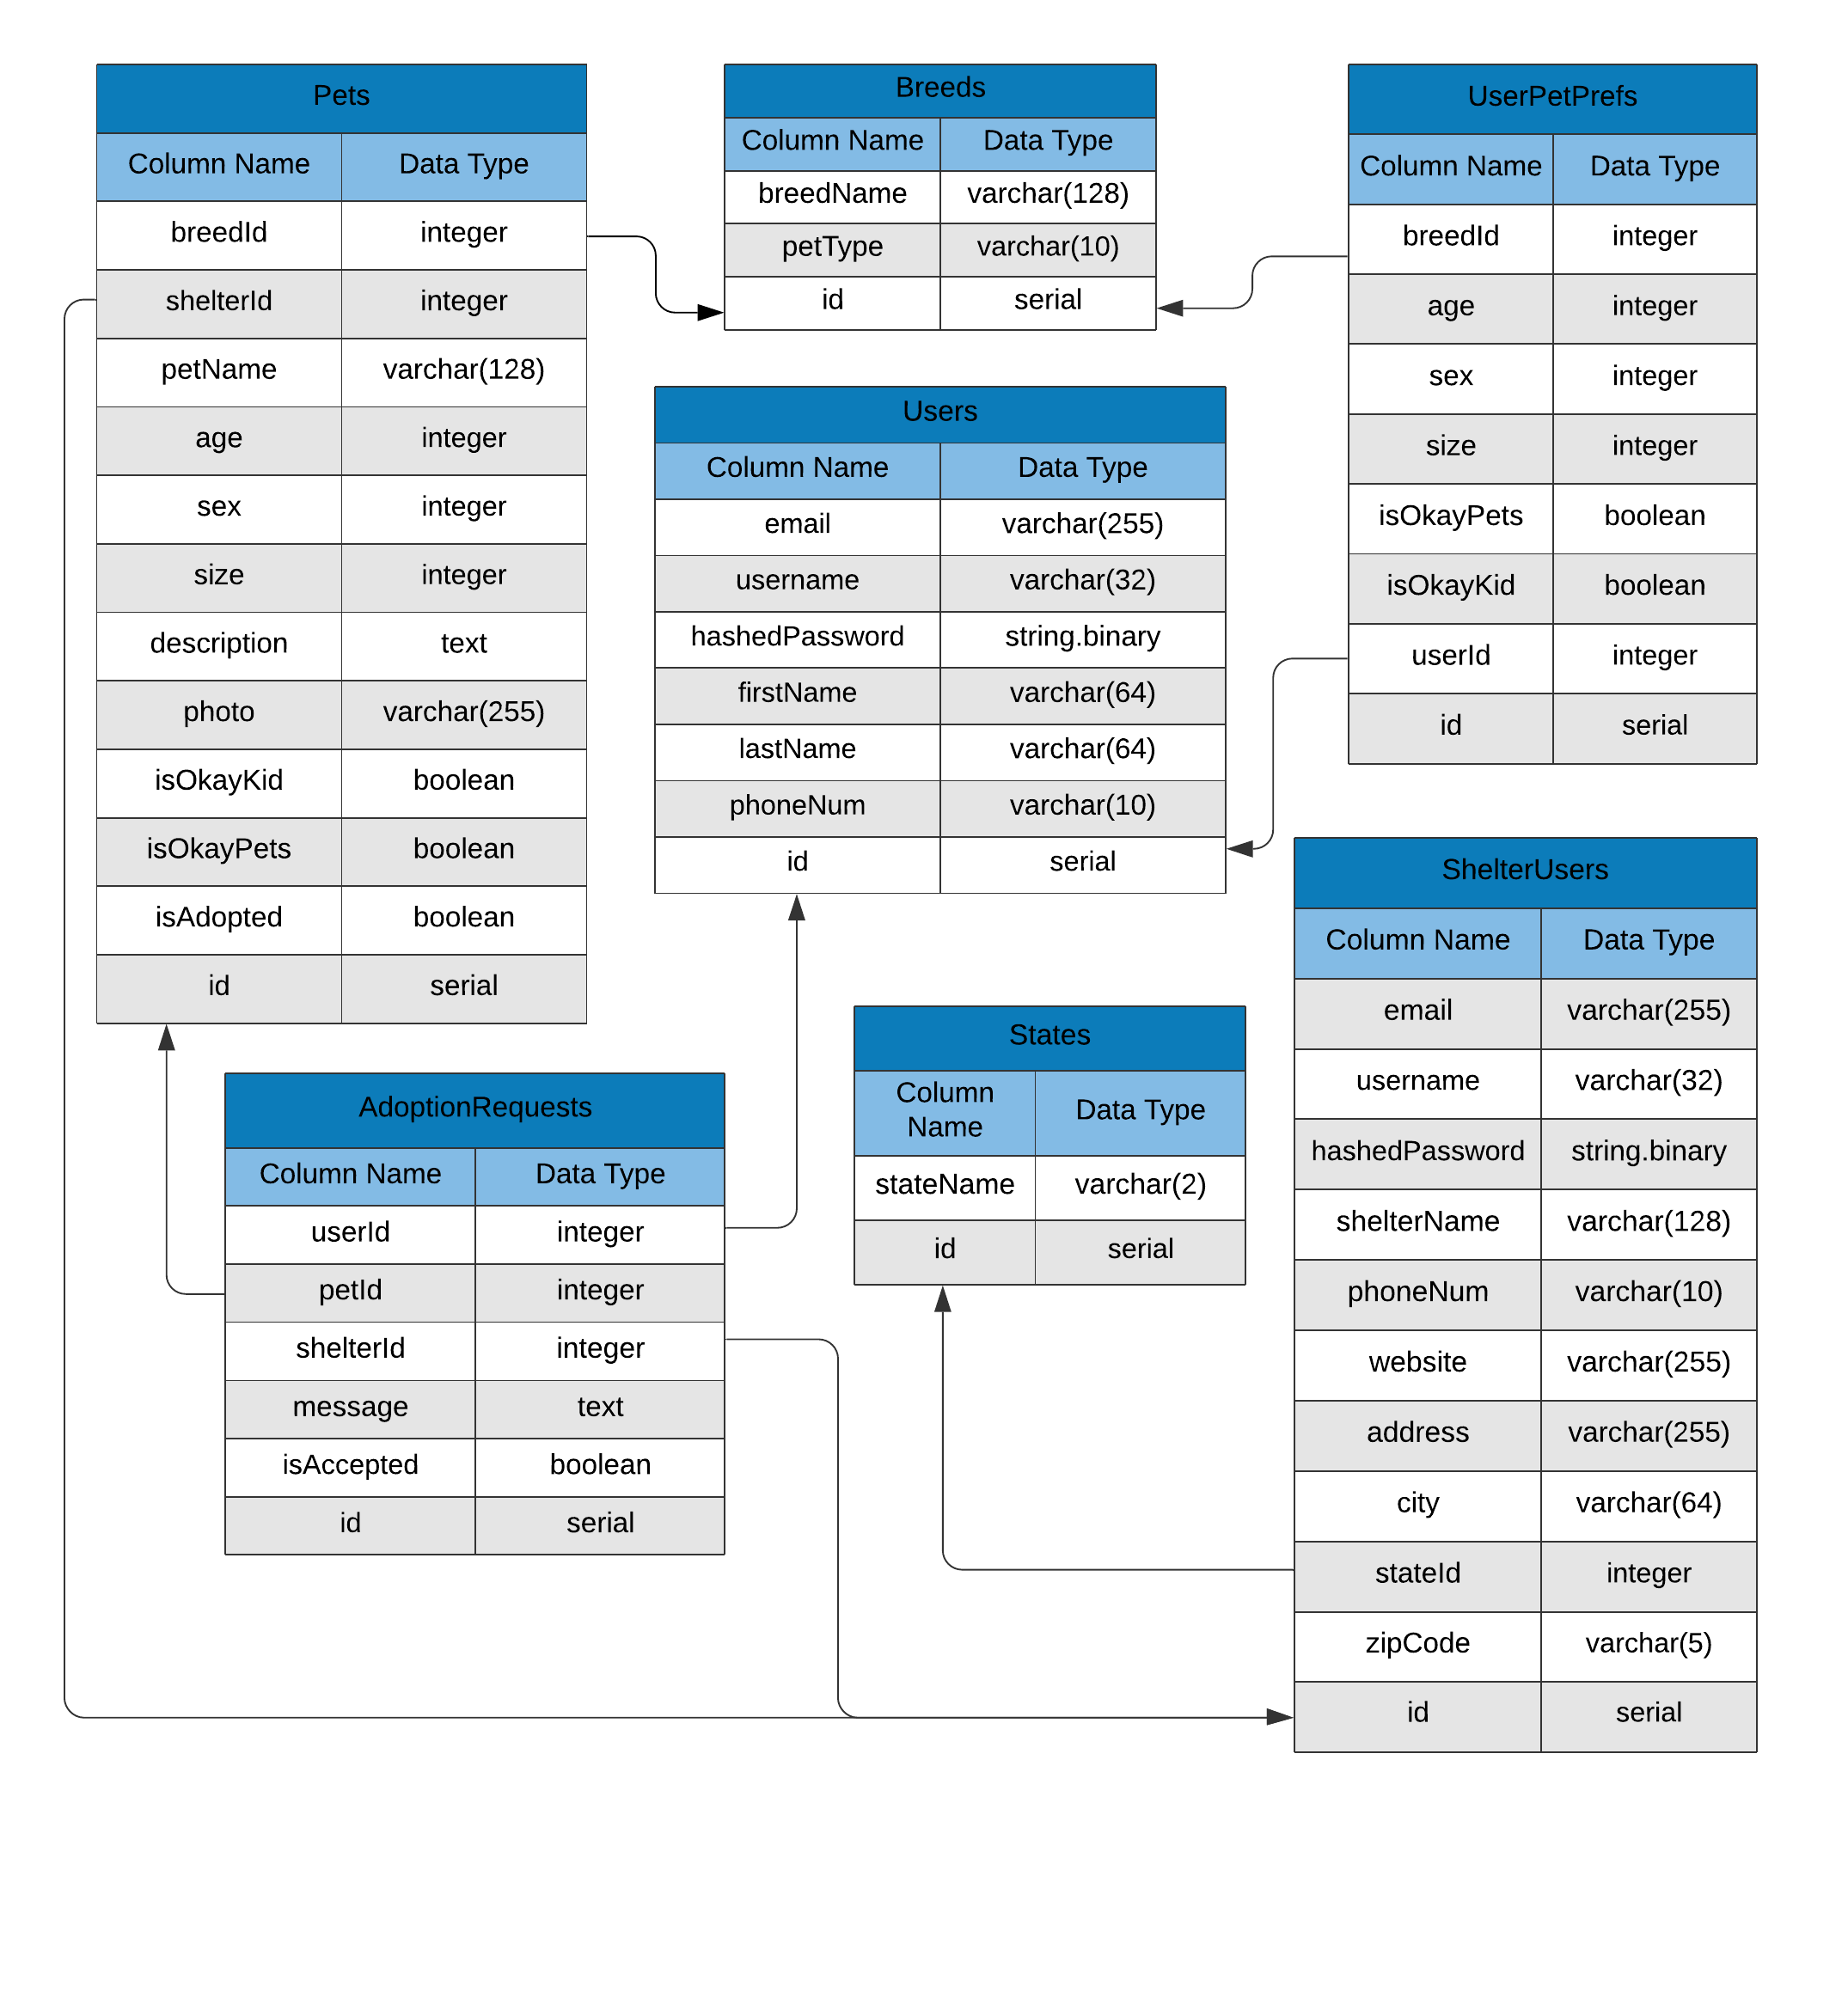 Pets
Column Name Data Type
breedId integer
shelterId integer
petName varchar(128)
age integer
sex integer
size integer
description text
photo varchar(255)
isOkayKid boolean
isOkayPets boolean
isAdopted boolean
id serial
Breeds
Column Name Data Type
breedName varchar(128)
petType varchar(10)
id serial
UserPetPrefs
Column Name Data Type
breedId integer
age integer
sex integer
size integer
isOkayPets boolean
isOkayKid boolean
userId integer
id serial
Users
Column Name Data Type
email varchar(255)
username varchar(32)
hashedPassword string.binary
firstName varchar(64)
lastName varchar(64)
phoneNum varchar(10)
id serial
ShelterUsers
Column Name Data Type
email varchar(255)
username varchar(32)
hashedPassword string.binary
shelterName varchar(128)
phoneNum varchar(10)
website varchar(255)
address varchar(255)
city varchar(64)
stateId integer
zipCode varchar(5)
id serial
States
Column
Name Data Type
stateName varchar(2)
id serial
AdoptionRequests
Column Name Data Type
userId integer
petId integer
shelterId integer
message text
isAccepted boolean
id serial